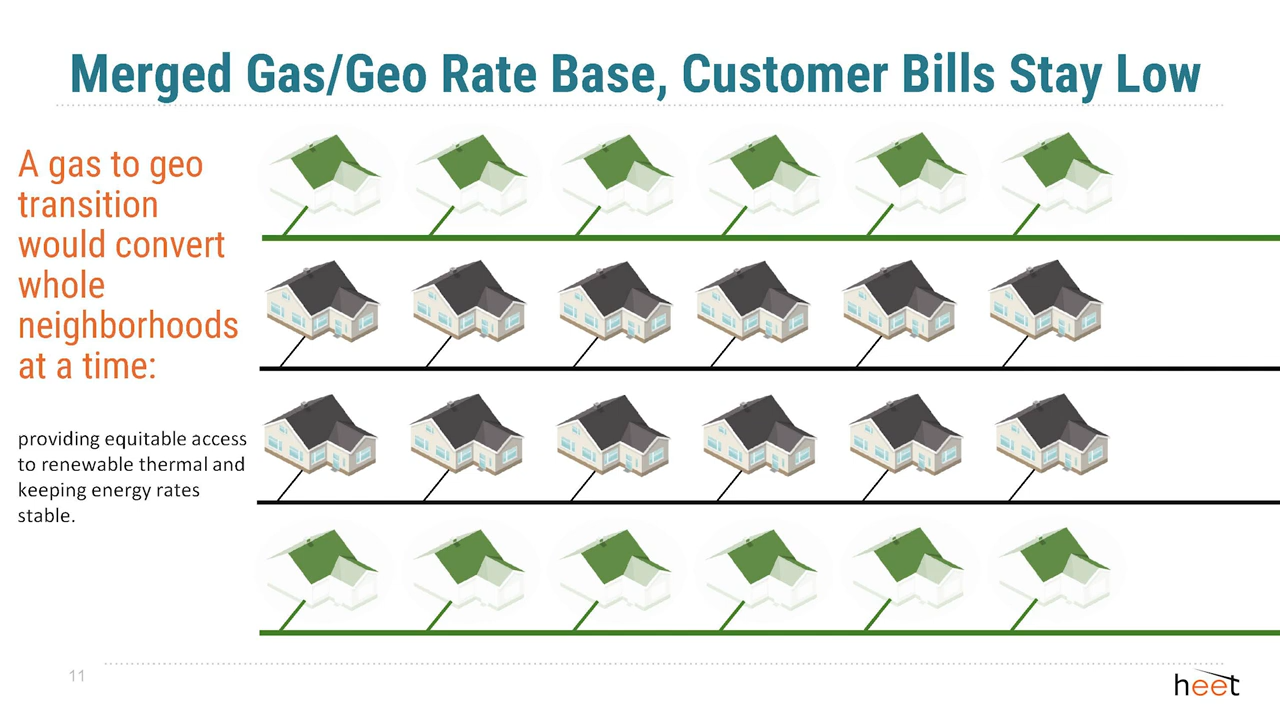 Merged Gas/Geo Rate Base, Customer Bills Stay Low
A gas to geo
transition
would convert
whole
neighborhoods
at a time:
providing equitable access
to renewable thermal and
keeping energy rates
stable.
11
heet